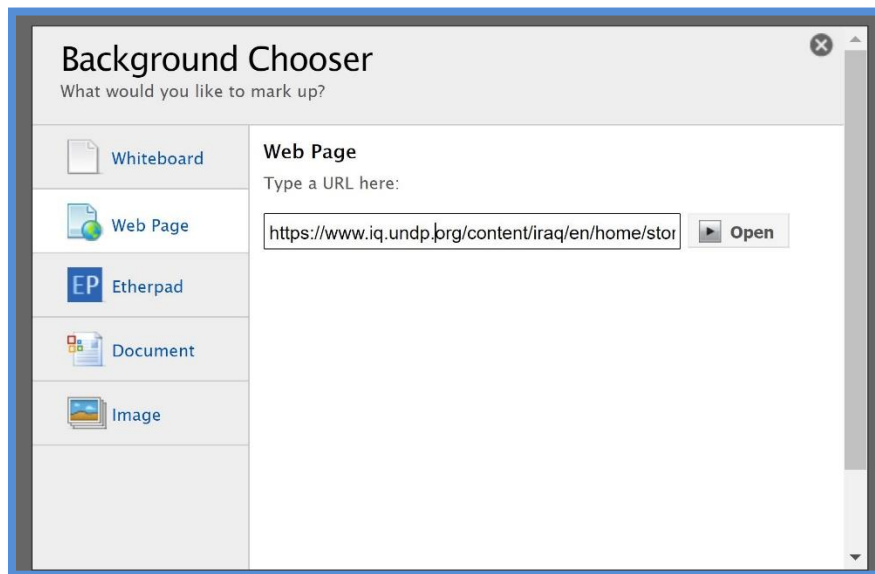 Background Chooser
What would you like to mark up?
Whiteboard
Web Page
EP Etherpad
Document
Image
Web Page
Type a URL here:
https://www.iq.undp.org/content/iraq/en/home/stor
Open